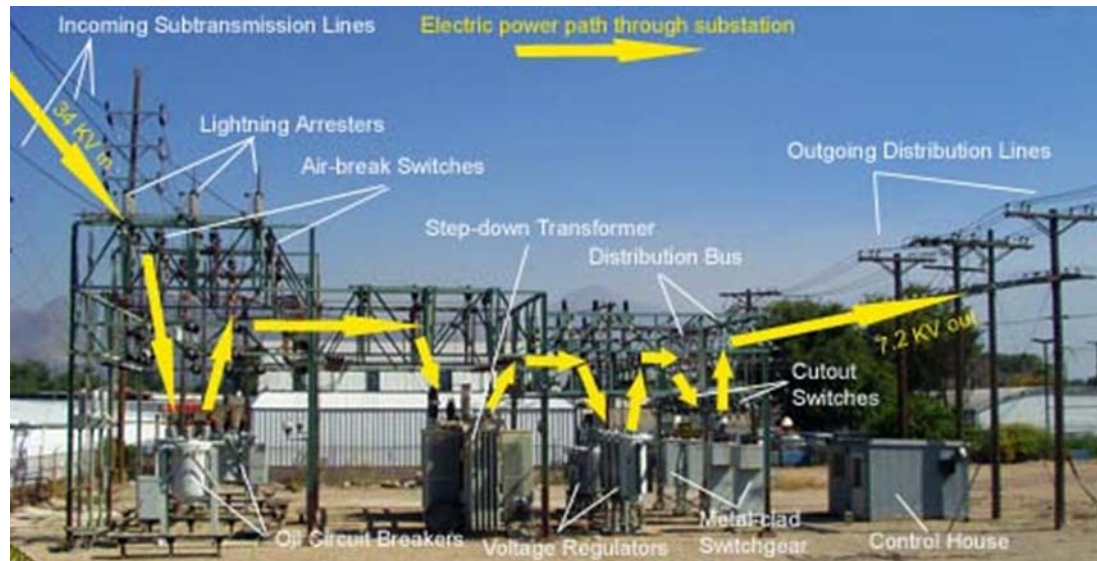 Incoming Subtransmission Lines
Electric power path through substation
34 KV in
Lightning Arresters
Air-break Switches
Outgoing Distribution Lines
Step-down Transformer
Distribution Bus
7.2 KV out
Cutout
Switches
Oil Circuit Breakers
Voltage Regulators
Metal-clad
Switchgear
Control House